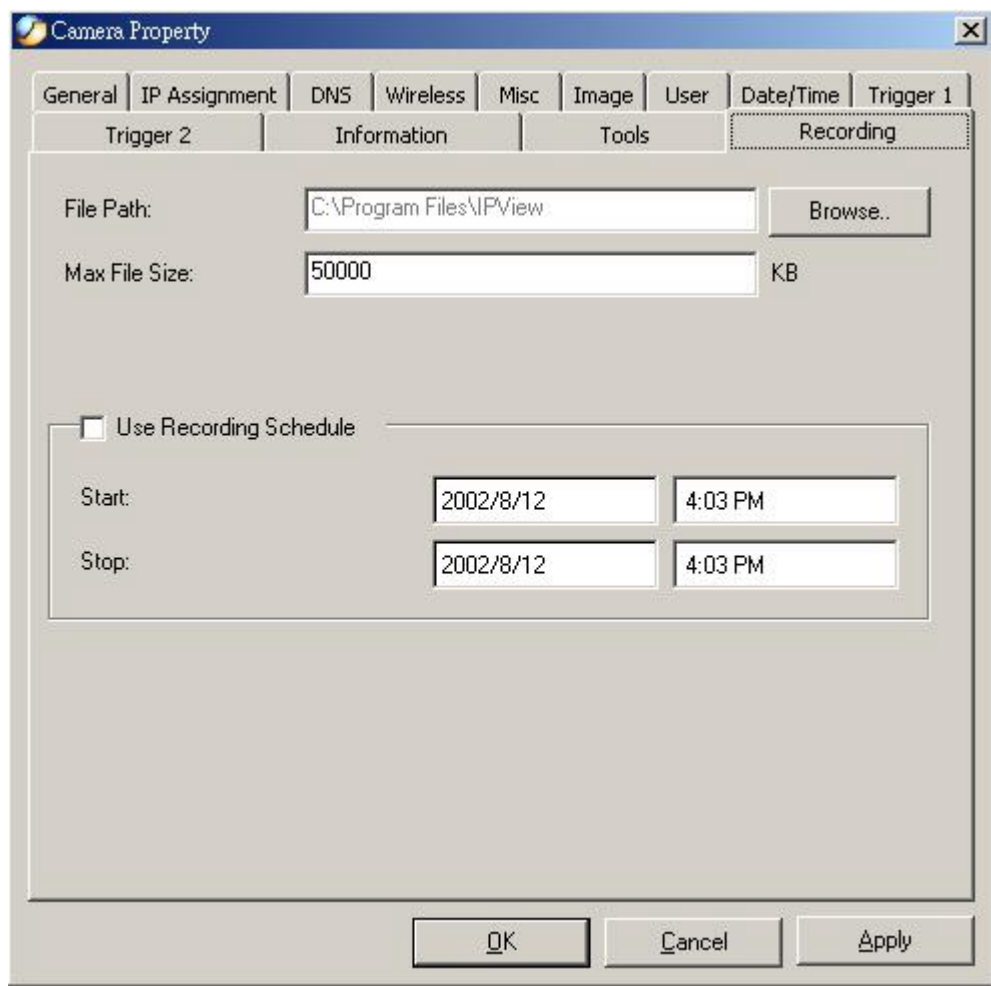 Camera Property
General IP Assignment DNS Wireless Misc Image User Date/Time Trigger 1
Trigger 2 Information Tools Recording
File Path: C:\Program Files\IPView Browse..
Max File Size: 50000 KB
Use Recording Schedule
Start: 2002/8/12 4:03 PM
Stop: 2002/8/12 4:03 PM
OK Cancel Apply